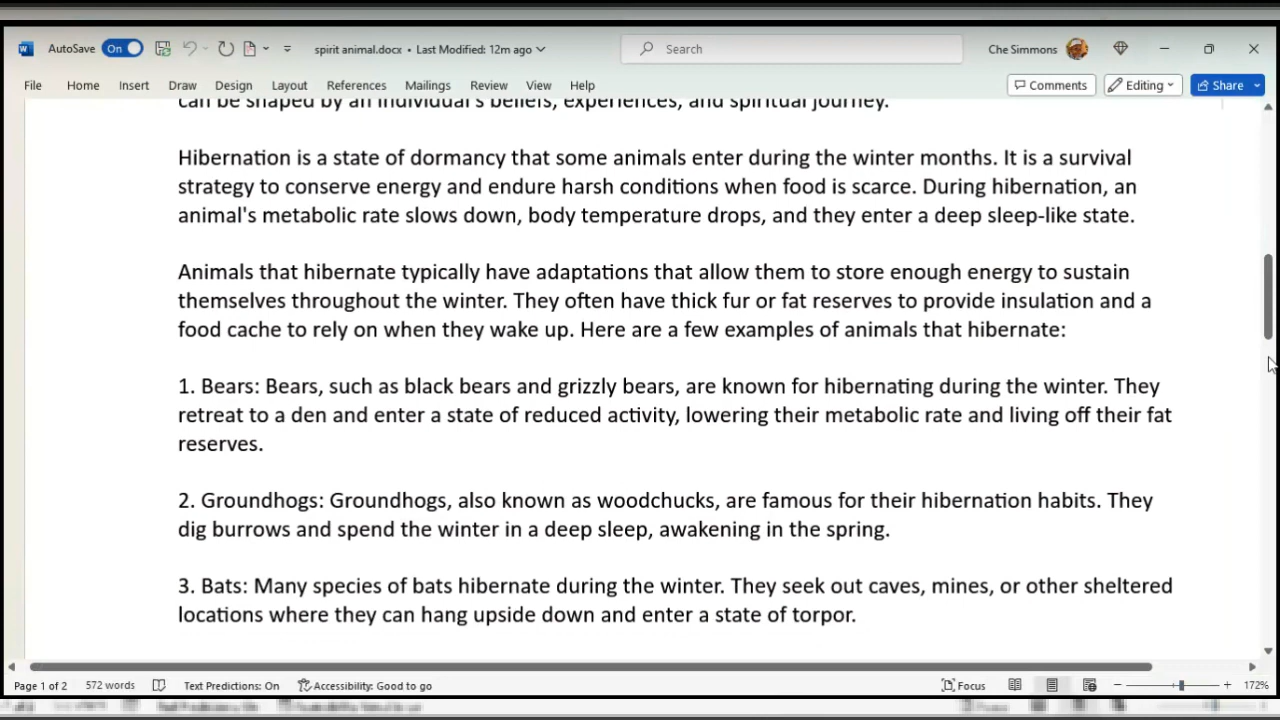 AutoSave On spirit animal.docx • Last Modified: 12m ago Search Che Simmons
File Home Insert Draw Design Layout References Mailings Review View Help Comments Editing Share
can be shaped by an individual's beliefs, experiences, and spiritual journey.
Hibernation is a state of dormancy that some animals enter during the winter months. It is a survival
strategy to conserve energy and endure harsh conditions when food is scarce. During hibernation, an
animal's metabolic rate slows down, body temperature drops, and they enter a deep sleep-like state.
Animals that hibernate typically have adaptations that allow them to store enough energy to sustain
themselves throughout the winter. They often have thick fur or fat reserves to provide insulation and a
food cache to rely on when they wake up. Here are a few examples of animals that hibernate:
1. Bears: Bears, such as black bears and grizzly bears, are known for hibernating during the winter. They
retreat to a den and enter a state of reduced activity, lowering their metabolic rate and living off their fat
reserves.
2. Groundhogs: Groundhogs, also known as woodchucks, are famous for their hibernation habits. They
dig burrows and spend the winter in a deep sleep, awakening in the spring.
3. Bats: Many species of bats hibernate during the winter. They seek out caves, mines, or other sheltered
locations where they can hang upside down and enter a state of torpor.
Page 1 of 2 572 words Text Predictions: On Accessibility: Good to go Focus 172%